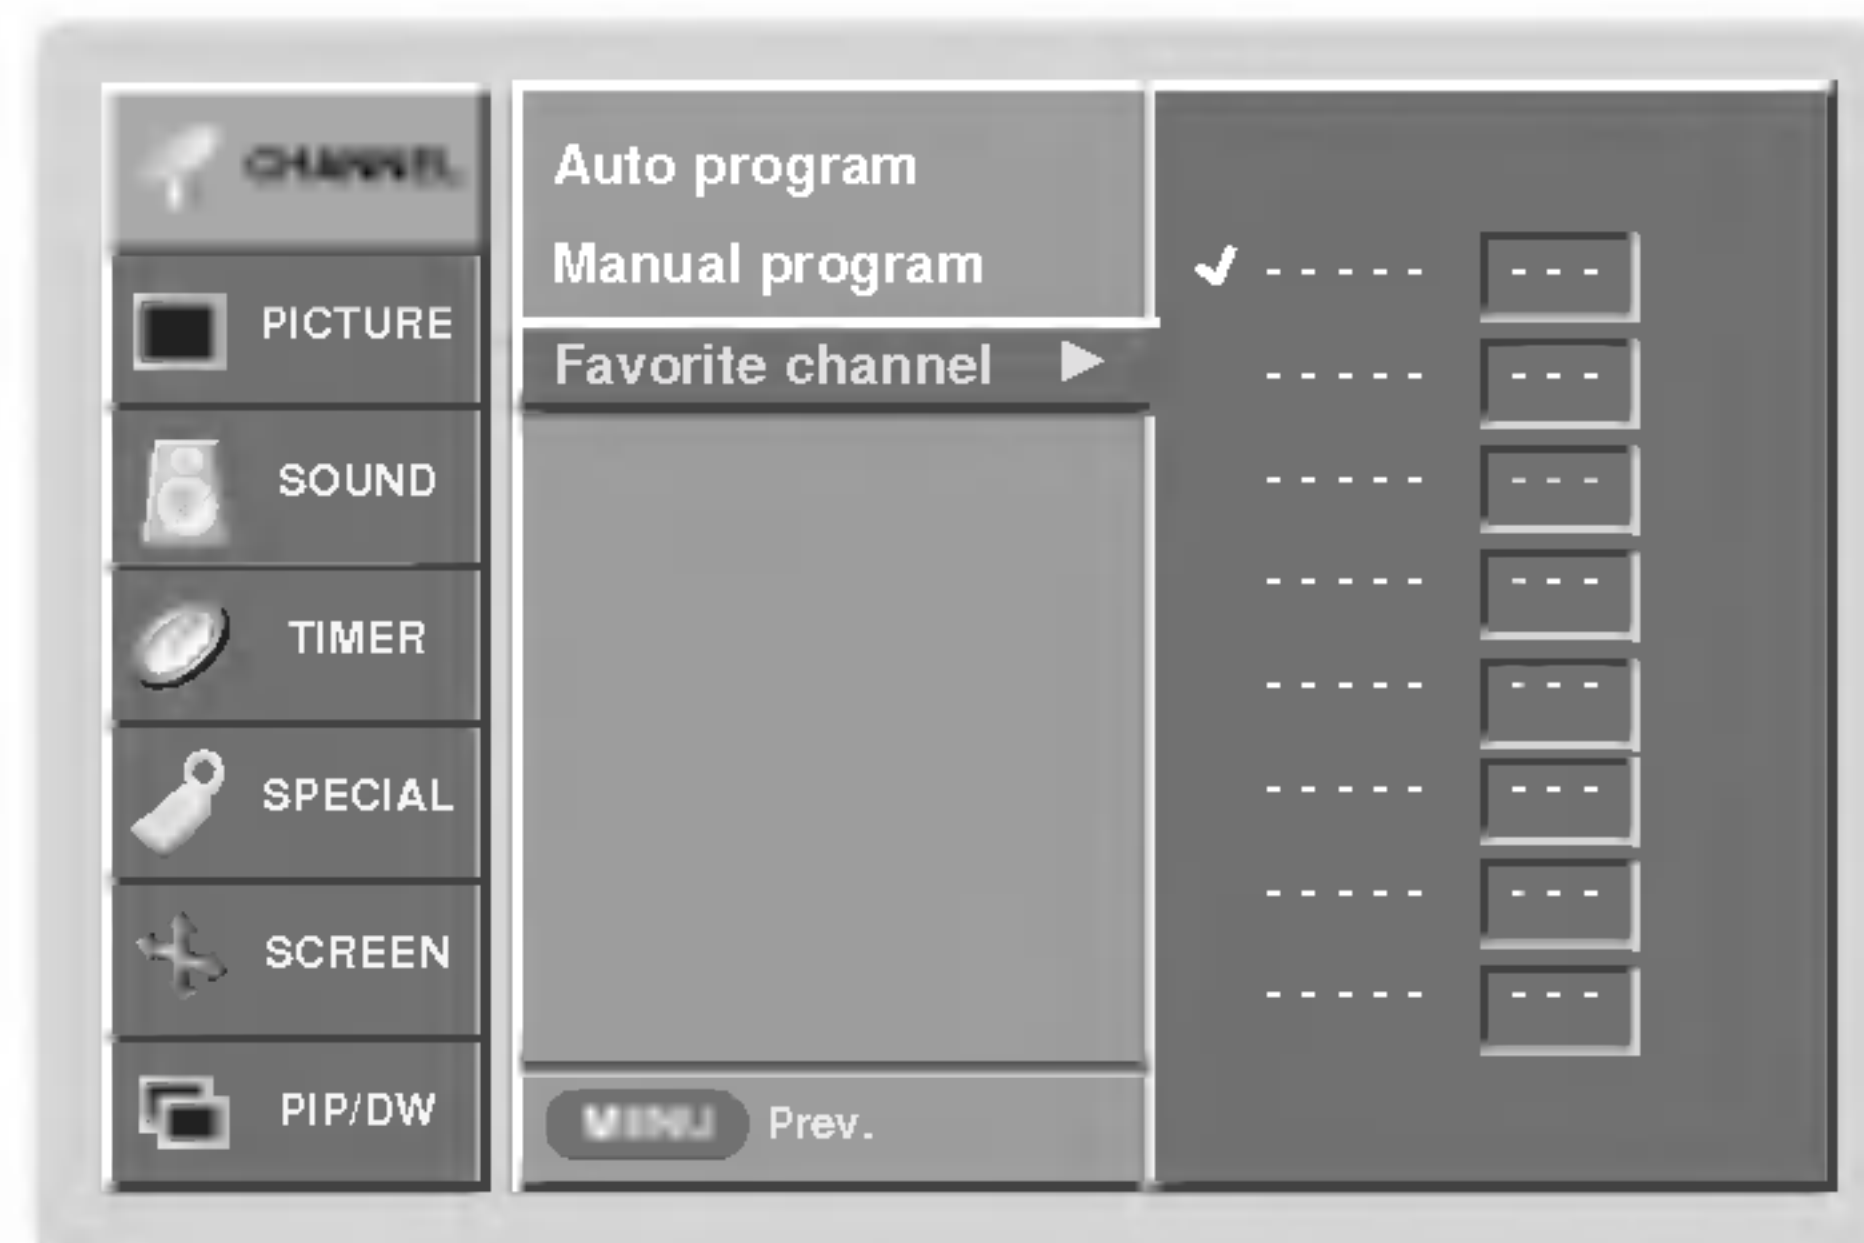 CHANNEL
PICTURE
SOUND
TIMER
SPECIAL
SCREEN
PIP/DW
Auto program
Manual program
Favorite channel ▶
MENU Prev.
✔ - - - - - - - -
- - - - - - - -
- - - - - - - -
- - - - - - - -
- - - - - - - -
- - - - - - - -
- - - - - - - -
- - - - - - - -